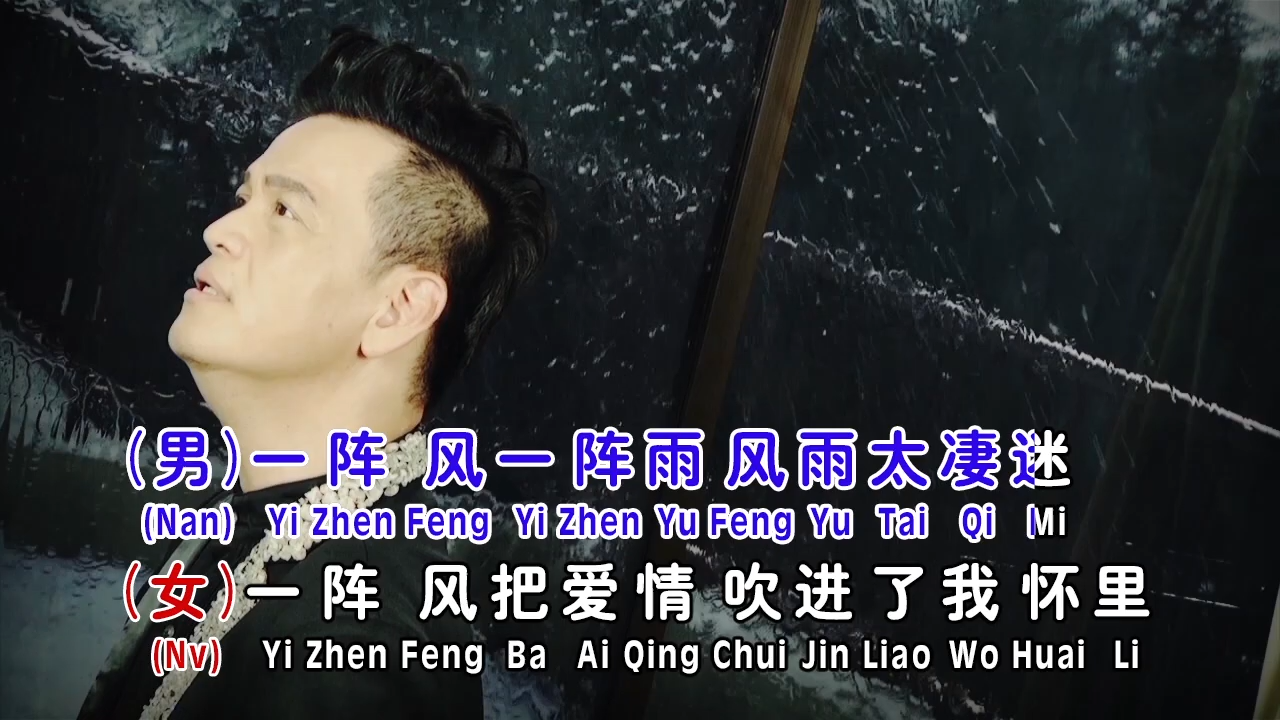 (男)一阵 风一阵雨 风雨太凄迷
(Nan) Yi Zhen Feng Yi Zhen Yu Feng Yu Tai Qi Mi
(女)一阵 风把爱情 吹进了我 怀里
(Nv) Yi Zhen Feng Ba Ai Qing Chui Jin Liao Wo Huai Li